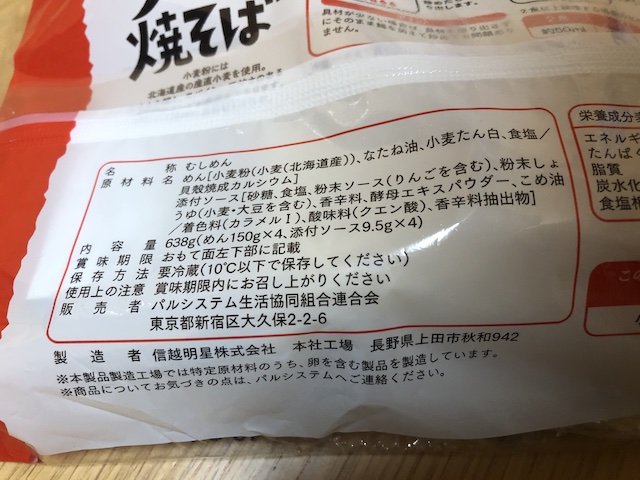 焼そば
小麦粉には
北海道産の産直小麦を使用。
ません。
名 称 むしめん
原材料名 めん[小麦粉(小麦(北海道産))、なたね油、小麦たん白、食塩/
貝殻焼成カルシウム]
添付ソース[砂糖、食塩、粉末ソース(りんごを含む)、粉末しょ
うゆ(小麦・大豆を含む)、香辛料、酵母エキスパウダー、こめ油
/着色料(カラメルⅠ)、酸味料(クエン酸)、香辛料抽出物]
内容量 638g(めん150g×4、添付ソース9.5g×4)
賞味期限 おもて面左下部に記載
保存方法 要冷蔵(10℃以下で保存してください)
使用上の注意 賞味期限内にお召し上がりください
販売者 パルシステム生活協同組合連合会
東京都新宿区大久保2-2-6
製造者 信越明星株式会社 本社工場 長野県上田市秋和942
※本製品製造工場では特定原材料のうち、卵を含む製品を製造しています。
※商品についてお気づきの点は、パルシステムへご連絡ください。
栄養成分
エネルギ
たんぱく
脂質
炭水化
食塩相